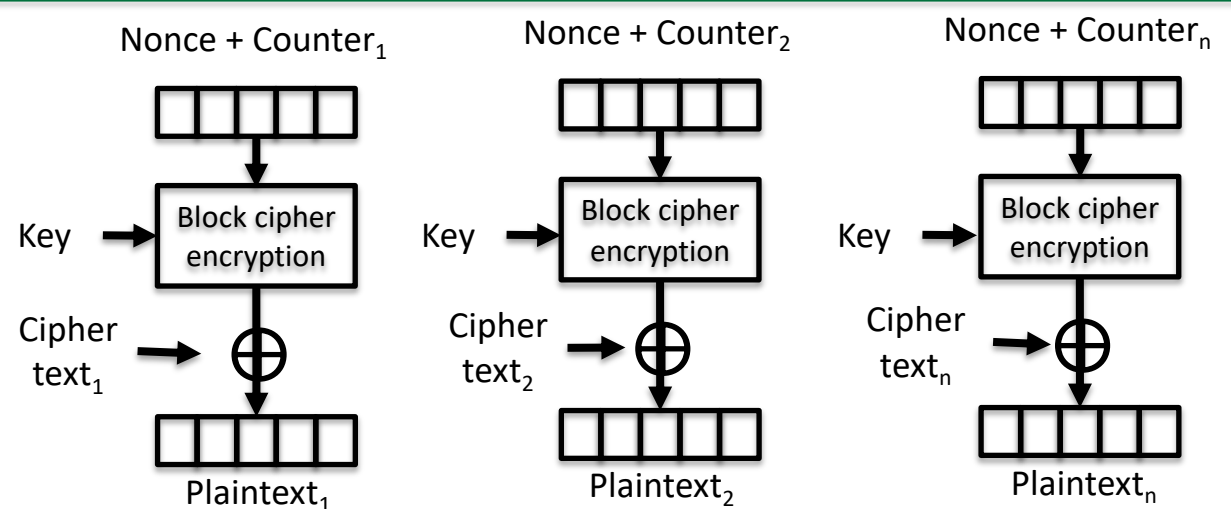 Nonce + Counter₁
Nonce + Counter₂
Nonce + Counterₙ
Key
Block cipher
encryption
Key
Block cipher
encryption
Key
Block cipher
encryption
Cipher
text₁
Cipher
text₂
Cipher
textₙ
Plaintext₁
Plaintext₂
Plaintextₙ